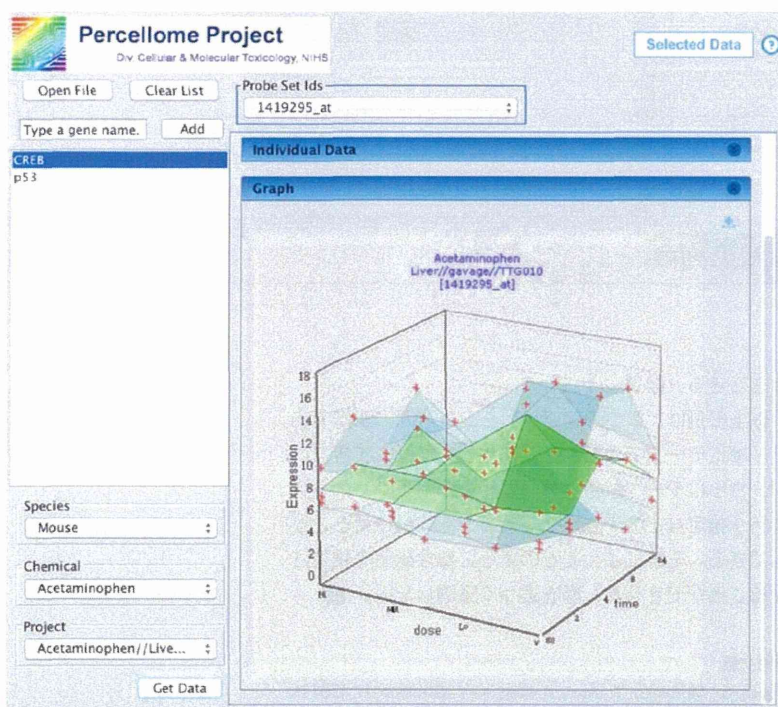 Percellome Project
Div. Cellular & Molecular Toxicology, NIHS
Selected Data
?
Open File
Clear List
Probe Set Ids
1419295_at
Type a gene name.
Add
CREB
p53
Individual Data
Graph
Acetaminophen
Liver//gavage//TTG010
[1419295_at]
18
16
14
12
10
8
6
4
2
0
Expression
dose
Lo
2
4
8
time
Species
Mouse
Chemical
Acetaminophen
Project
Acetaminophen//Live...
Get Data